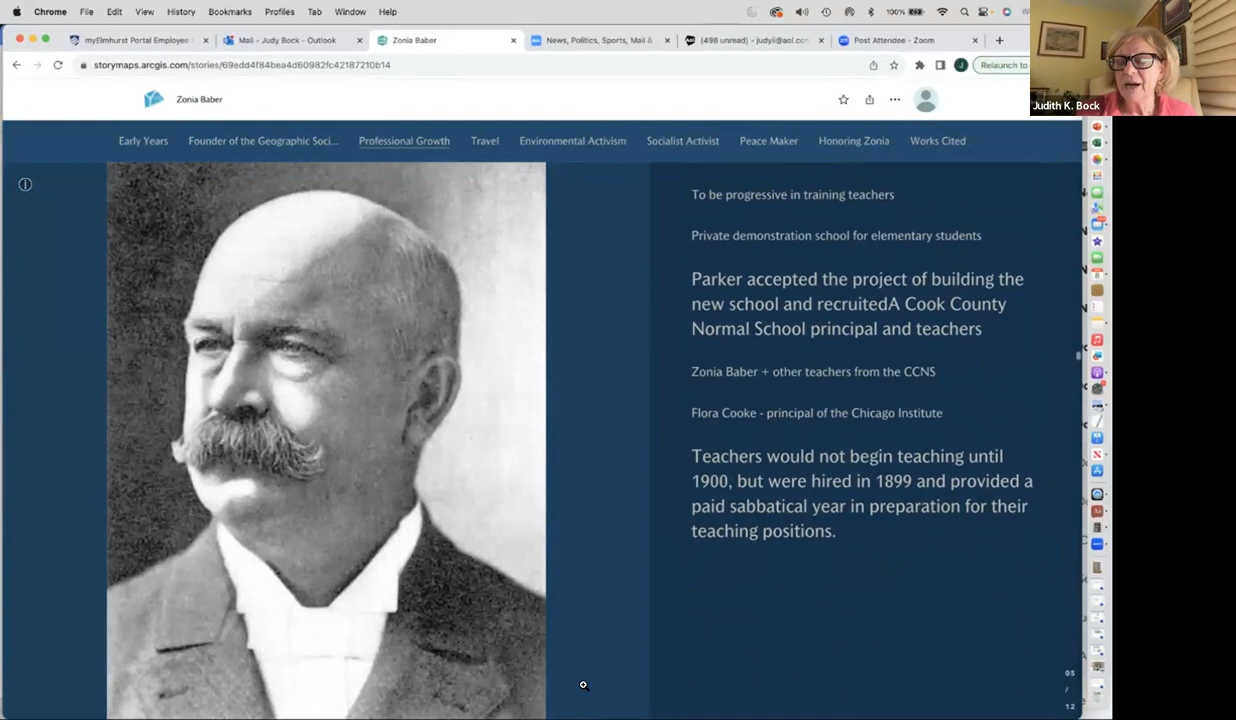 Chrome File Edit View History Bookmarks Profiles Tab Window Help 100%
myElmhurst Portal Employee
Mail - Judy Bock - Outlook
Zonia Baber
News, Politics, Sports, Mail &
(498 unread) - judyii@aol.com
Post Attendee - Zoom
storymaps.arcgis.com/stories/69edd4f84bea4d60982fc42187210b14
Relaunch to
Judith K. Bock
Zonia Baber
Early Years Founder of the Geographic Soci... Professional Growth Travel Environmental Activism Socialist Activist Peace Maker Honoring Zonia Works Cited
To be progressive in training teachers
Private demonstration school for elementary students
Parker accepted the project of building the
new school and recruitedA Cook County
Normal School principal and teachers
Zonia Baber + other teachers from the CCNS
Flora Cooke - principal of the Chicago Institute
Teachers would not begin teaching until
1900, but were hired in 1899 and provided a
paid sabbatical year in preparation for their
teaching positions.
05
/
12